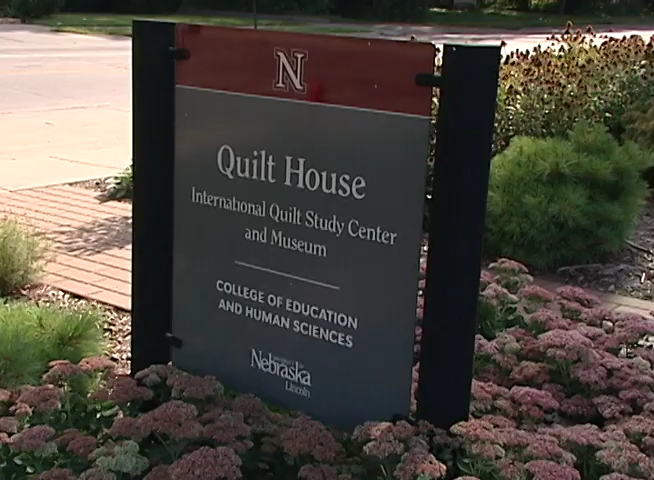 N
Quilt House
International Quilt Study Center
and Museum
COLLEGE OF EDUCATION
AND HUMAN SCIENCES
Nebraska
Lincoln